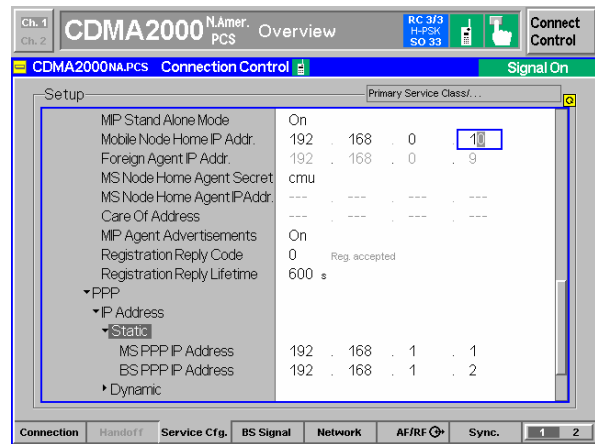 Ch. 1
Ch. 2
CDMA2000 N.Amer. PCS Overview
RC 3/3
H-PSK
SO 33
Connect
Control
CDMA2000 NA.PCS Connection Control
Signal On
Setup
Primary Service Class/...
MIP Stand Alone Mode On
Mobile Node Home IP Addr. 192 . 168 . 0 . 10
Foreign Agent IP Addr. 192 . 168 . 0 . 9
MS Node Home Agent Secret cmu
MS Node Home Agent IP Addr. --- . --- . --- . ---
Care Of Address --- . --- . --- . ---
MIP Agent Advertisements On
Registration Reply Code 0 Reg. accepted
Registration Reply Lifetime 600 s
PPP
IP Address
Static
MS PPP IP Address 192 . 168 . 1 . 1
BS PPP IP Address 192 . 168 . 1 . 2
Dynamic
Connection Handoff Service Cfg. BS Signal Network AF/RF Sync. 1 2